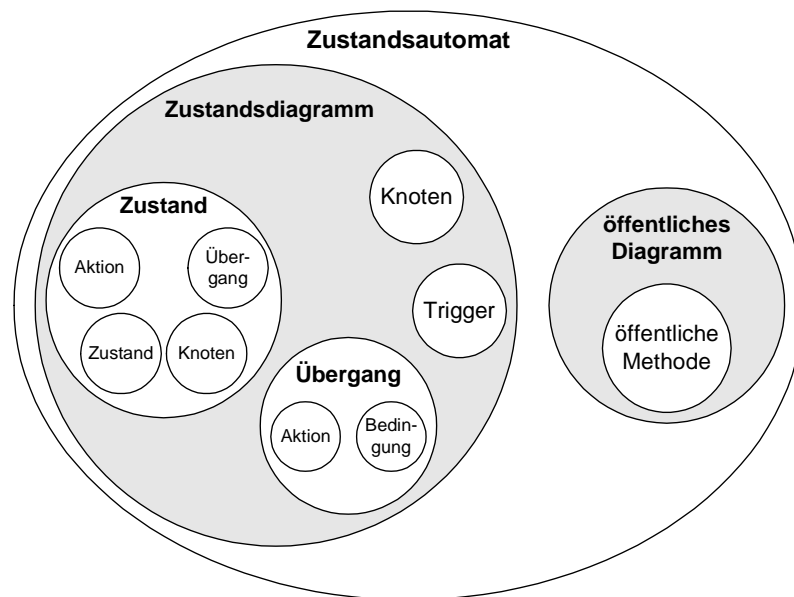 Zustandsautomat
Zustandsdiagramm
Zustand
Aktion
Über-
gang
Zustand
Knoten
Knoten
Trigger
Übergang
Aktion
Bedin-
gung
öffentliches
Diagramm
öffentliche
Methode